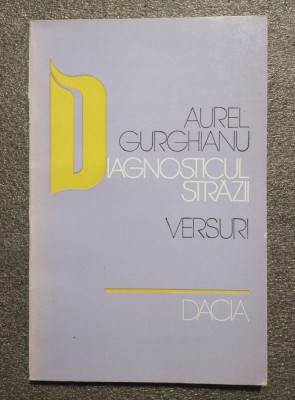 AUREL
GURGHIANU
DIAGNOSTICUL
STRĂZII
VERSURI
DACIA